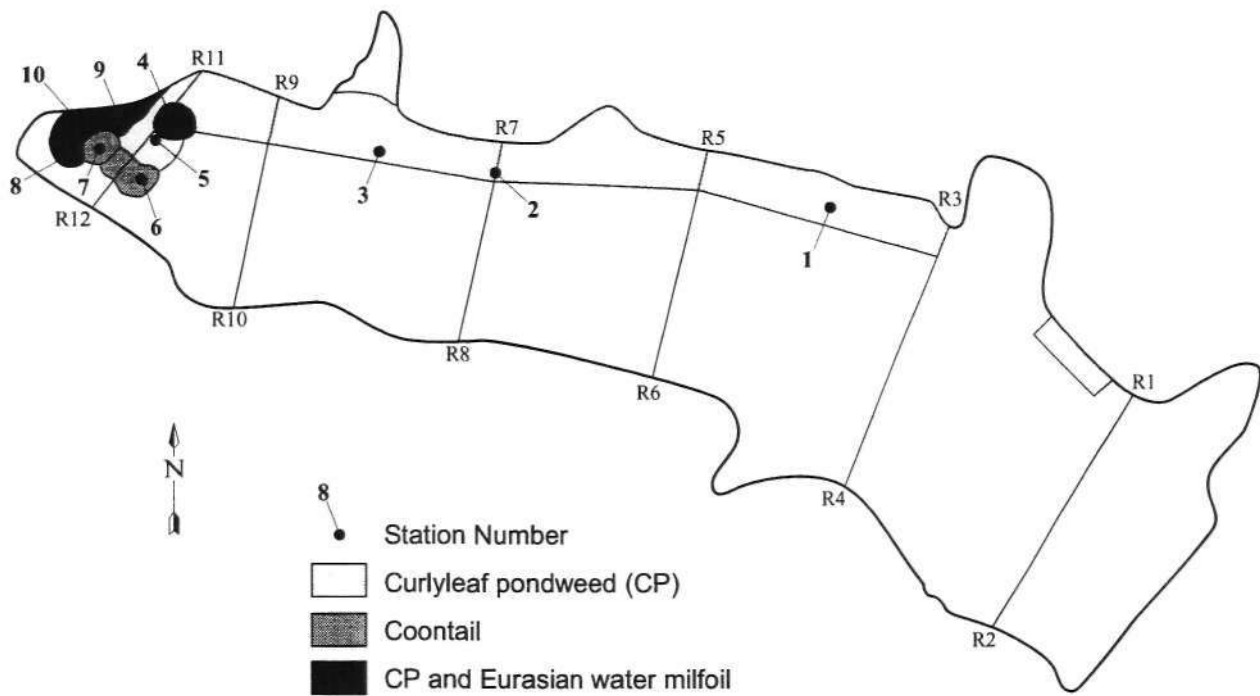 R11
4
9
10
R9
R7
R5
R3
8
7
5
3
2
6
R12
1
R10
R8
R6
R1
R4
R2
N
8
Station Number
Curlyleaf pondweed (CP)
Coontail
CP and Eurasian water milfoil